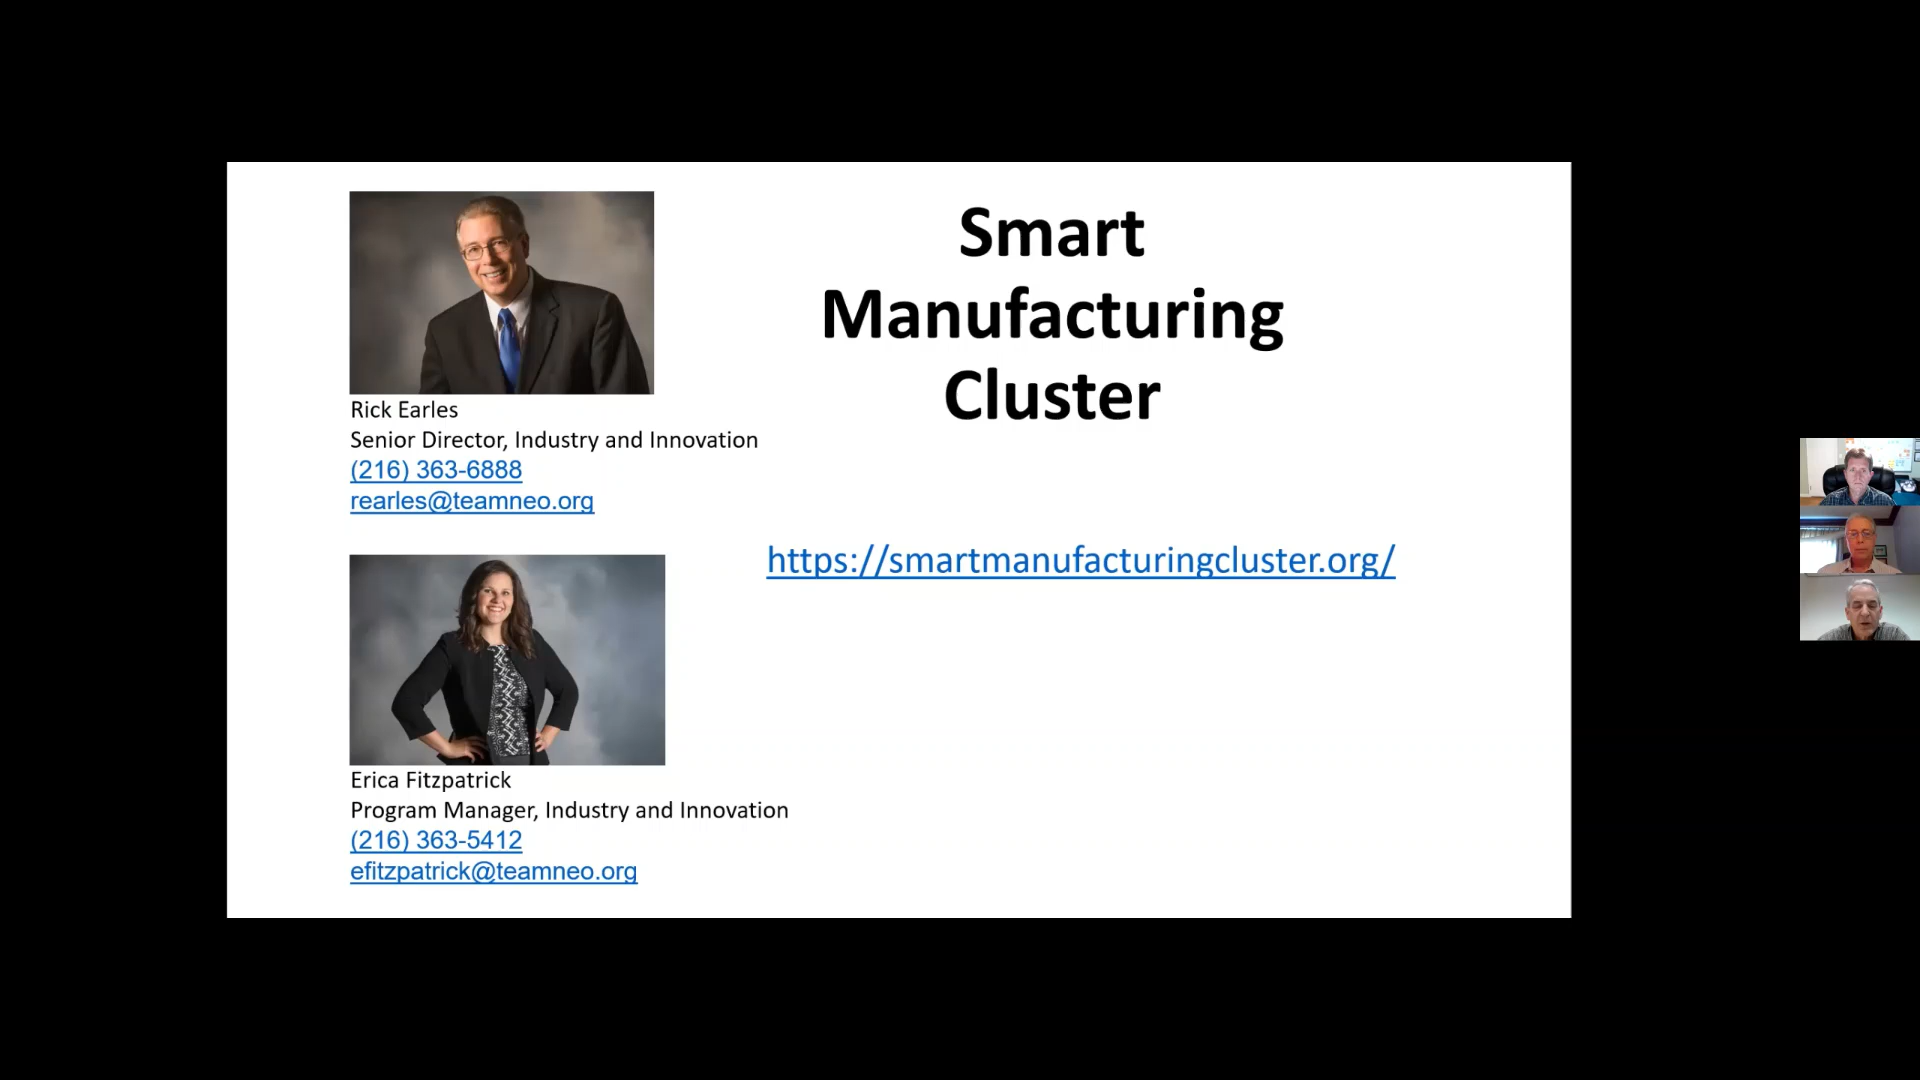 Smart
Manufacturing
Cluster
Rick Earles
Senior Director, Industry and Innovation
(216) 363-6888
rearles@teamneo.org
https://smartmanufacturingcluster.org/
Erica Fitzpatrick
Program Manager, Industry and Innovation
(216) 363-5412
efitzpatrick@teamneo.org